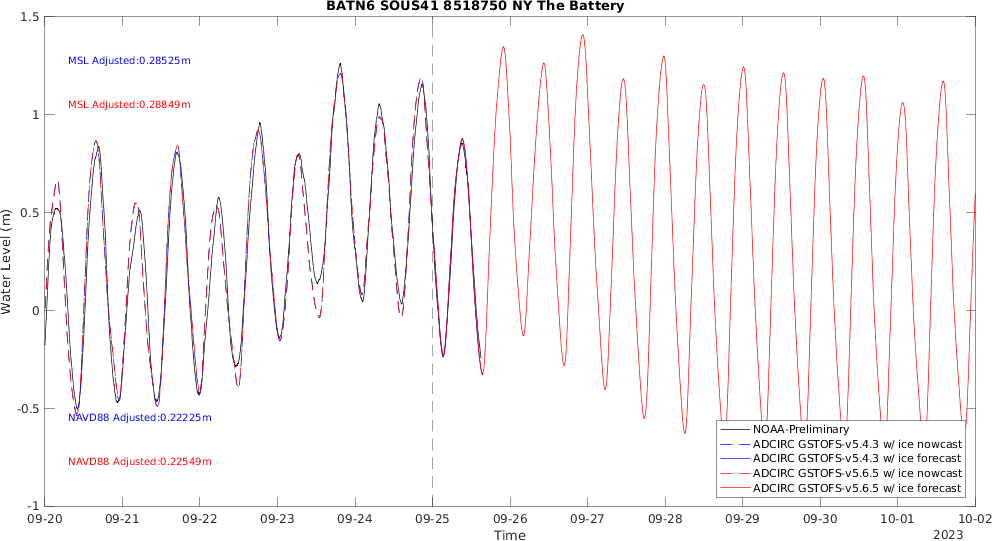 BATN6 SOUS41 8518750 NY The Battery
1.5
1
0.5
0
-0.5
-1
Water Level (m)
MSL Adjusted:0.28525m
MSL Adjusted:0.28849m
NAVD88 Adjusted:0.22225m
NAVD88 Adjusted:0.22549m
NOAA-Preliminary
ADCIRC GSTOFS-v5.4.3 w/ ice nowcast
ADCIRC GSTOFS-v5.4.3 w/ ice forecast
ADCIRC GSTOFS-v5.6.5 w/ ice nowcast
ADCIRC GSTOFS-v5.6.5 w/ ice forecast
09-20 09-21 09-22 09-23 09-24 09-25 09-26 09-27 09-28 09-29 09-30 10-01 10-02
Time
2023